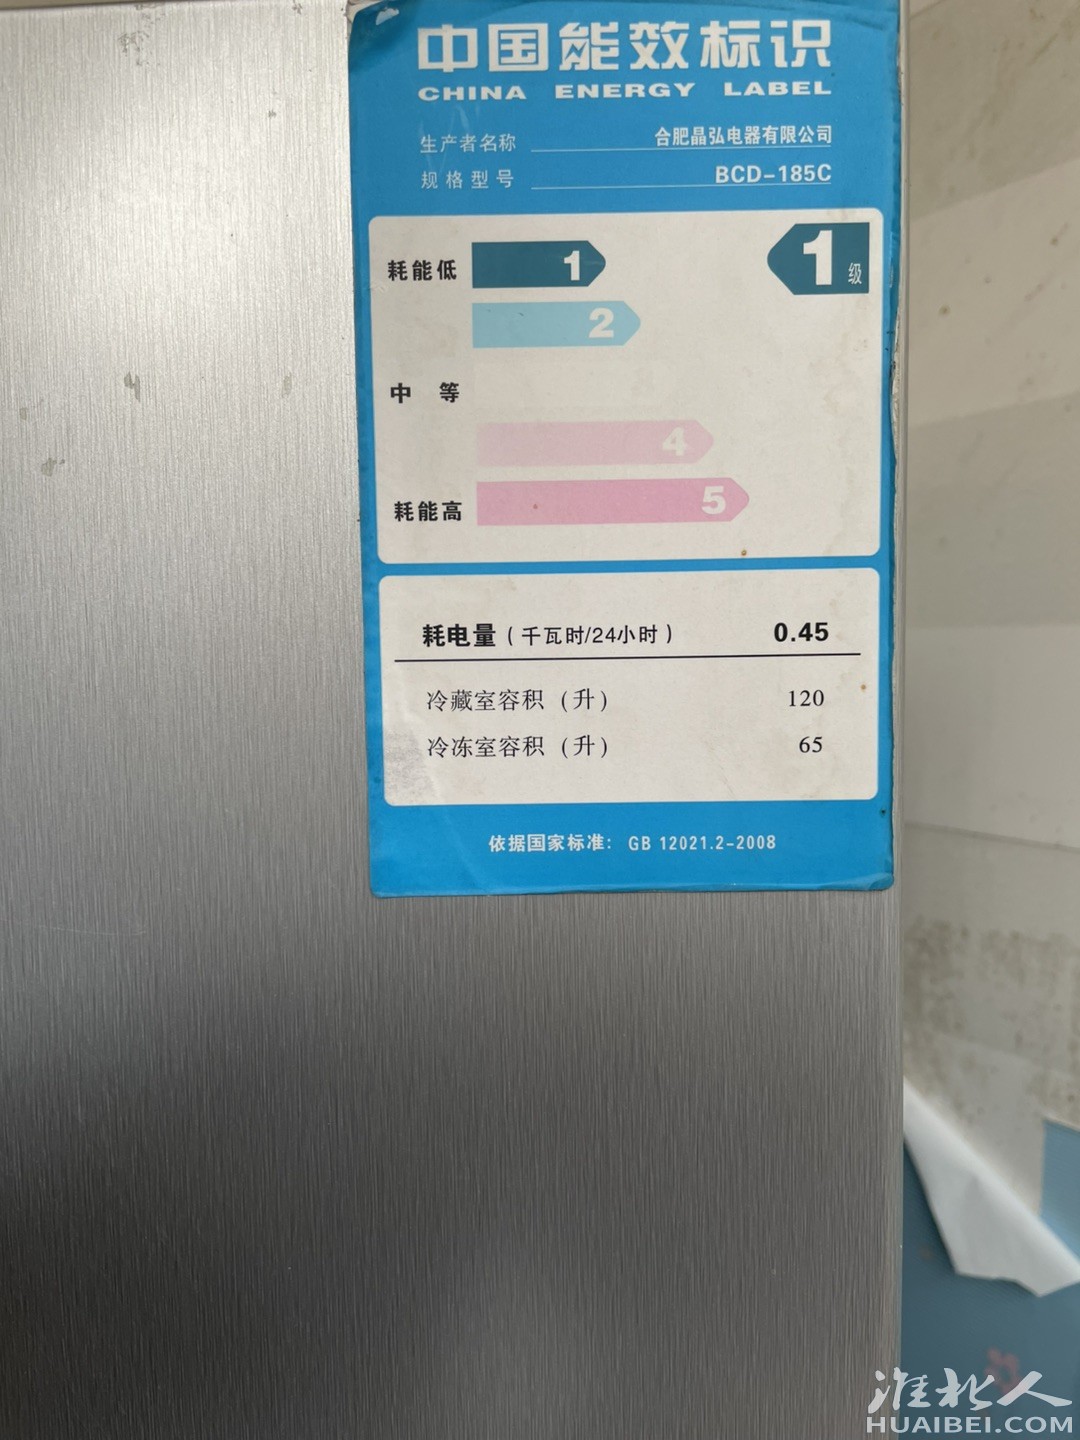 中国能效标识
CHINA ENERGY LABEL
生产者名称 合肥晶弘电器有限公司
规格型号 BCD-185C
耗能低 1 1级
2
中 等
4
耗能高 5
耗电量（千瓦时/24小时） 0.45
冷藏室容积（升） 120
冷冻室容积（升） 65
依据国家标准: GB 12021.2-2008
淮北人
HUAIBEI.COM